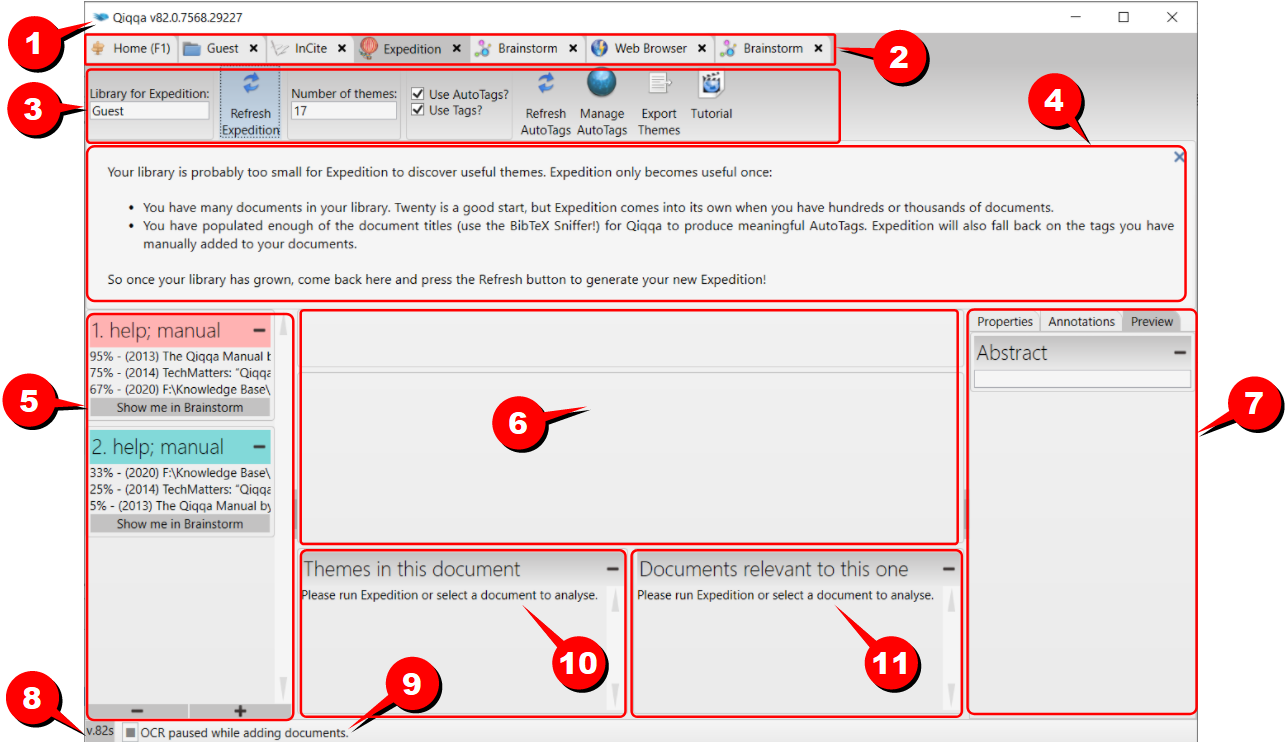 Qiqqa v82.0.7568.29227
1
Home (F1) Guest InCite Expedition Brainstorm Web Browser Brainstorm
2
3
Library for Expedition:
Guest
Refresh
Expedition
Number of themes:
17
Use AutoTags?
Use Tags?
Refresh
AutoTags
Manage
AutoTags
Export
Themes
Tutorial
4
Your library is probably too small for Expedition to discover useful themes. Expedition only becomes useful once:
• You have many documents in your library. Twenty is a good start, but Expedition comes into its own when you have hundreds or thousands of documents.
• You have populated enough of the document titles (use the BibTeX Sniffer!) for Qiqqa to produce meaningful AutoTags. Expedition will also fall back on the tags you have
manually added to your documents.
So once your library has grown, come back here and press the Refresh button to generate your new Expedition!
1. help; manual
95% - (2013) The Qiqqa Manual b
75% - (2014) TechMatters: "Qiqqa
67% - (2020) F:\Knowledge Base\
Show me in Brainstorm
5
2. help; manual
33% - (2020) F:\Knowledge Base\
25% - (2014) TechMatters: "Qiqqa
5% - (2013) The Qiqqa Manual by
Show me in Brainstorm
6
Properties Annotations Preview
Abstract
7
Themes in this document
Please run Expedition or select a document to analyse.
10
Documents relevant to this one
Please run Expedition or select a document to analyse.
11
8
9
v.82s
OCR paused while adding documents.